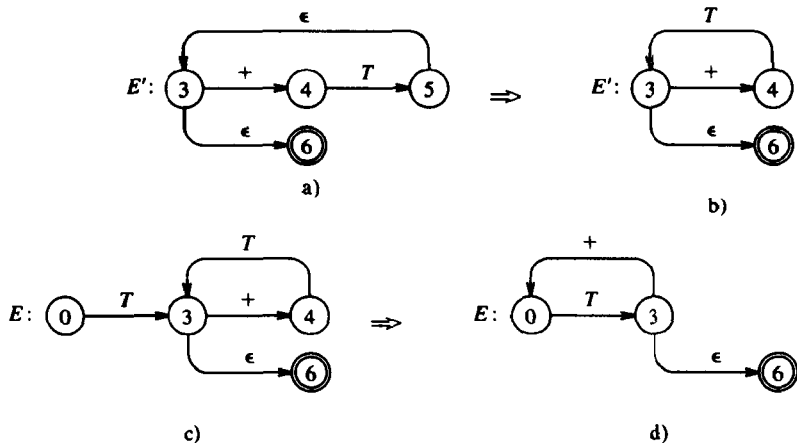 ϵ T
E′: 3 + 4 T 5 ⇒ E′: 3 + 4
ϵ 6 ϵ 6
a) b)
T +
E: 0 T 3 + 4 ⇒ E: 0 T 3
ϵ 6 ϵ 6
c) d)